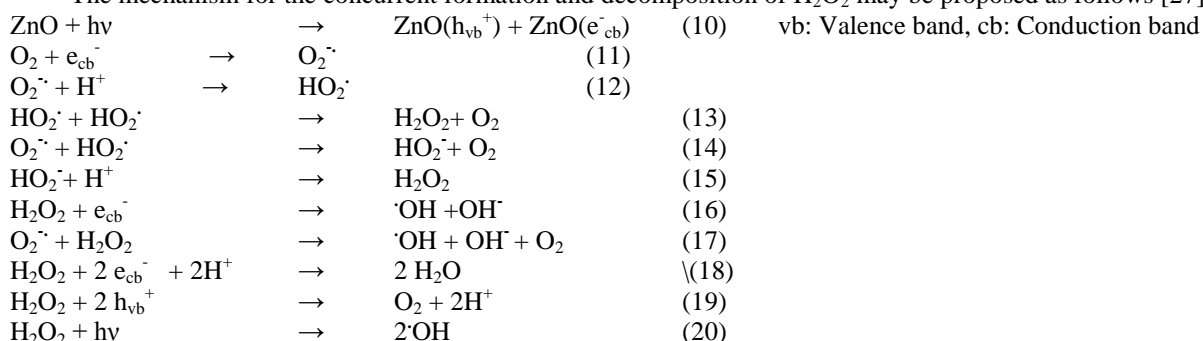 The mechanism for the concurrent formation and decomposition of H₂O₂ may be proposed as follows [27]
ZnO + hν → ZnO(h_vb⁺) + ZnO(e⁻_cb) (10) vb: Valence band, cb: Conduction band
O₂ + e_cb⁻ → O₂⁻· (11)
O₂⁻· + H⁺ → HO₂· (12)
HO₂· + HO₂· → H₂O₂+ O₂ (13)
O₂⁻· + HO₂· → HO₂⁻+ O₂ (14)
HO₂⁻+ H⁺ → H₂O₂ (15)
H₂O₂ + e_cb⁻ → ·OH +OH⁻ (16)
O₂⁻· + H₂O₂ → ·OH + OH⁻ + O₂ (17)
H₂O₂ + 2 e_cb⁻ + 2H⁺ → 2 H₂O \(18)
H₂O₂ + 2 h_vb⁺ → O₂ + 2H⁺ (19)
H₂O₂ + hν → 2·OH (20)